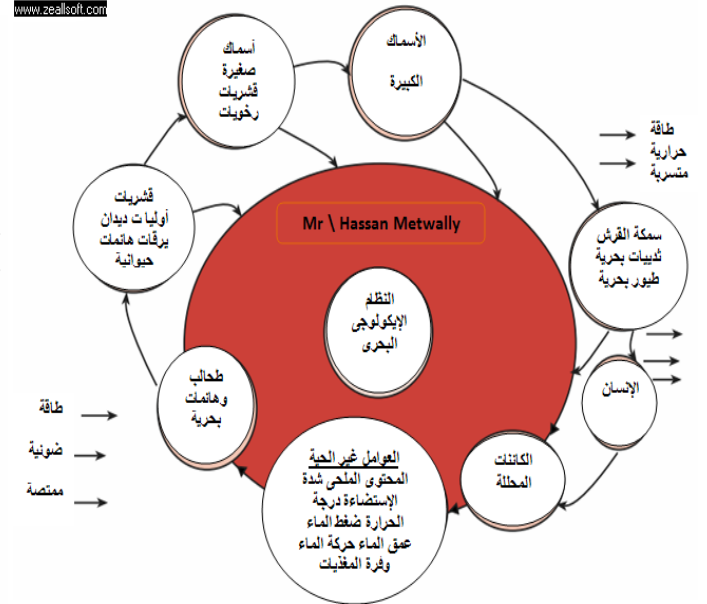 www.zeallsoft.com
أسماك
صغيرة
قشريات
رخويات
الأسماك
الكبيرة
طاقة
حرارية
متسربة
قشريات
أوليات ديدان
يرقات هائمات
حيوانية
Mr \ Hassan Metwally
سمكة القرش
ثدييات بحرية
طيور بحرية
النظام
الإيكولوجى
البحرى
طحالب
وهائمات
بحرية
الإنسان
طاقة
ضوئية
ممتصة
العوامل غير الحية
المحتوى الملحى شدة
الإستضاءة درجة
الحرارة ضغط الماء
عمق الماء حركة الماء
وفرة المغذيات
الكائنات
المحللة